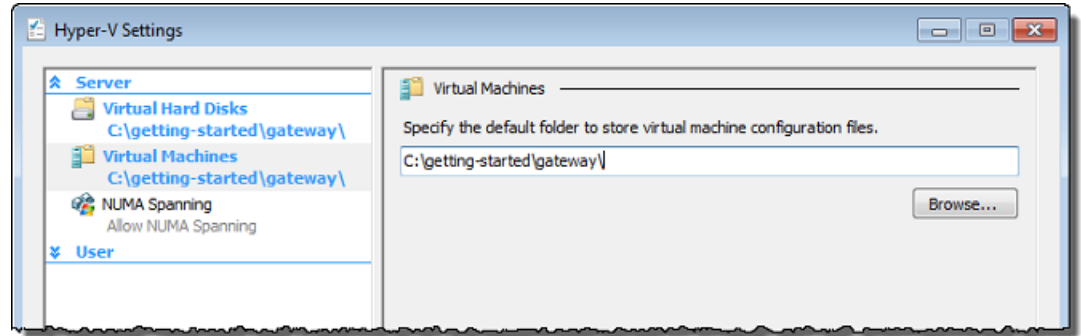 Hyper-V Settings
Server
Virtual Hard Disks
C:\getting-started\gateway\
Virtual Machines
C:\getting-started\gateway\
NUMA Spanning
Allow NUMA Spanning
User
Virtual Machines
Specify the default folder to store virtual machine configuration files.
C:\getting-started\gateway\
Browse...